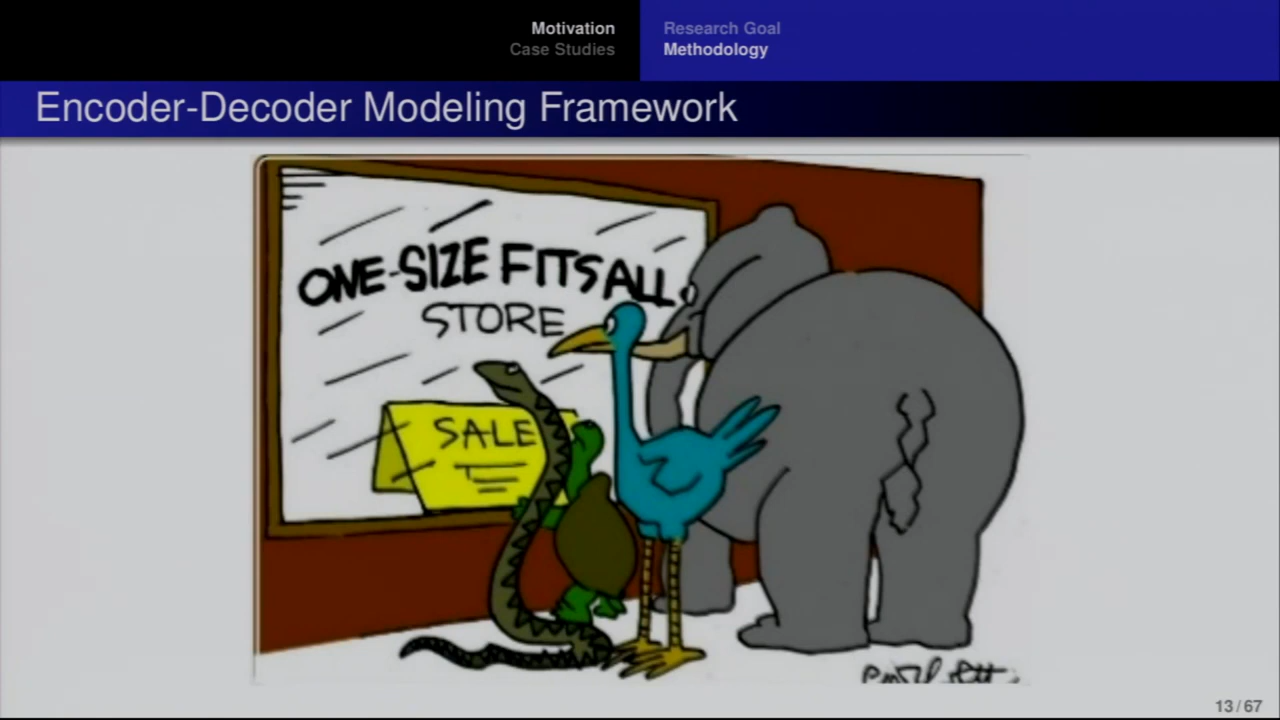 Motivation
Case Studies
Research Goal
Methodology
Encoder-Decoder Modeling Framework
ONE-SIZE FITS ALL
STORE
SALE
13/67